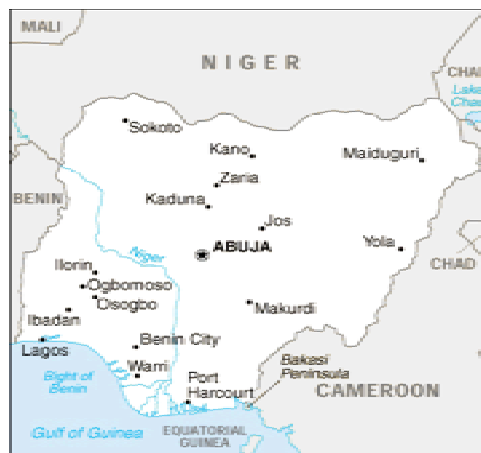 MALI
NIGER
CHAD
Lake
Chad
Sokoto
Kano
Maiduguri
Zaria
BENIN
Kaduna
Jos
ABUJA
Yola
Niger
CHAD
Ilorin
Ogbomoso
Osogbo
Makurdi
Ibadan
Benin City
Lagos
Bakasi
Peninsula
Warri
Bight of
Benin
Port
Harcourt
CAMEROON
Gulf of Guinea
EQUATORIAL
GUINEA